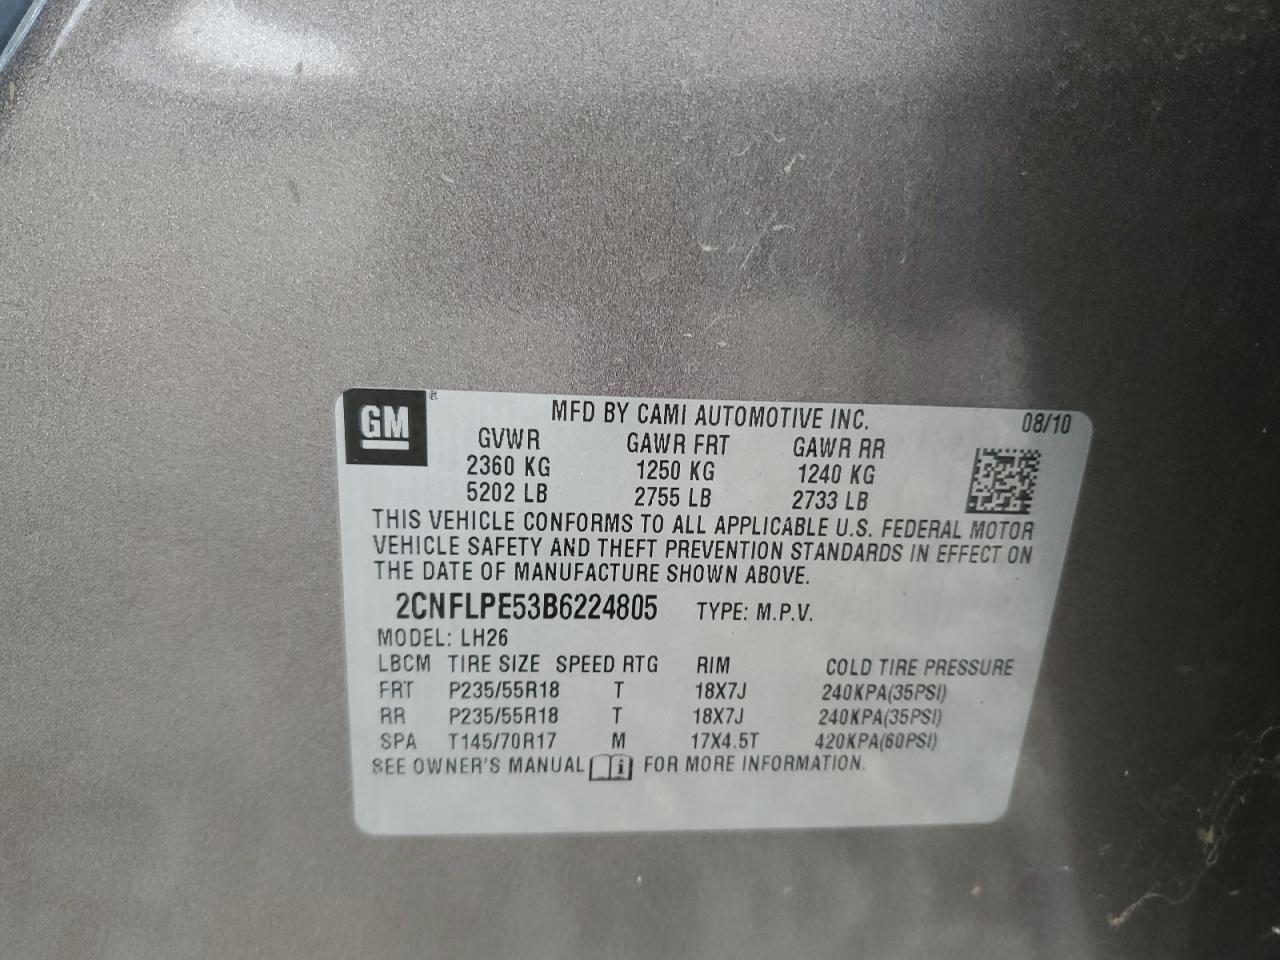 GM
MFD BY CAMI AUTOMOTIVE INC. 08/10
GVWR GAWR FRT GAWR RR
2360 KG 1250 KG 1240 KG
5202 LB 2755 LB 2733 LB
THIS VEHICLE CONFORMS TO ALL APPLICABLE U.S. FEDERAL MOTOR
VEHICLE SAFETY AND THEFT PREVENTION STANDARDS IN EFFECT ON
THE DATE OF MANUFACTURE SHOWN ABOVE.
2CNFLPE53B6224805 TYPE: M.P.V.
MODEL: LH26
LBCM TIRE SIZE SPEED RTG RIM COLD TIRE PRESSURE
FRT P235/55R18 T 18X7J 240KPA(35PSI)
RR P235/55R18 T 18X7J 240KPA(35PSI)
SPA T145/70R17 M 17X4.5T 420KPA(60PSI)
SEE OWNER'S MANUAL i FOR MORE INFORMATION.